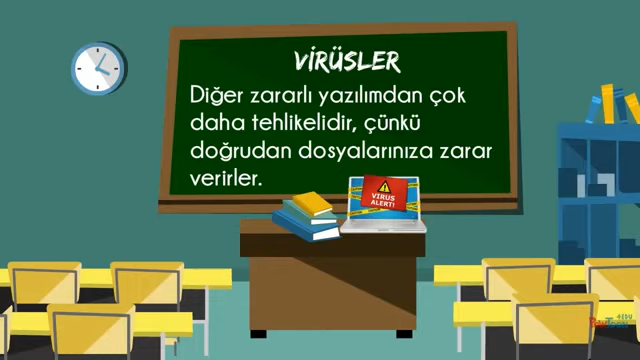 VİRÜSLER
Diğer zararlı yazılımdan çok
daha tehlikelidir, çünkü
doğrudan dosyalarınıza zarar
verirler.
VIRUS
ALERT!